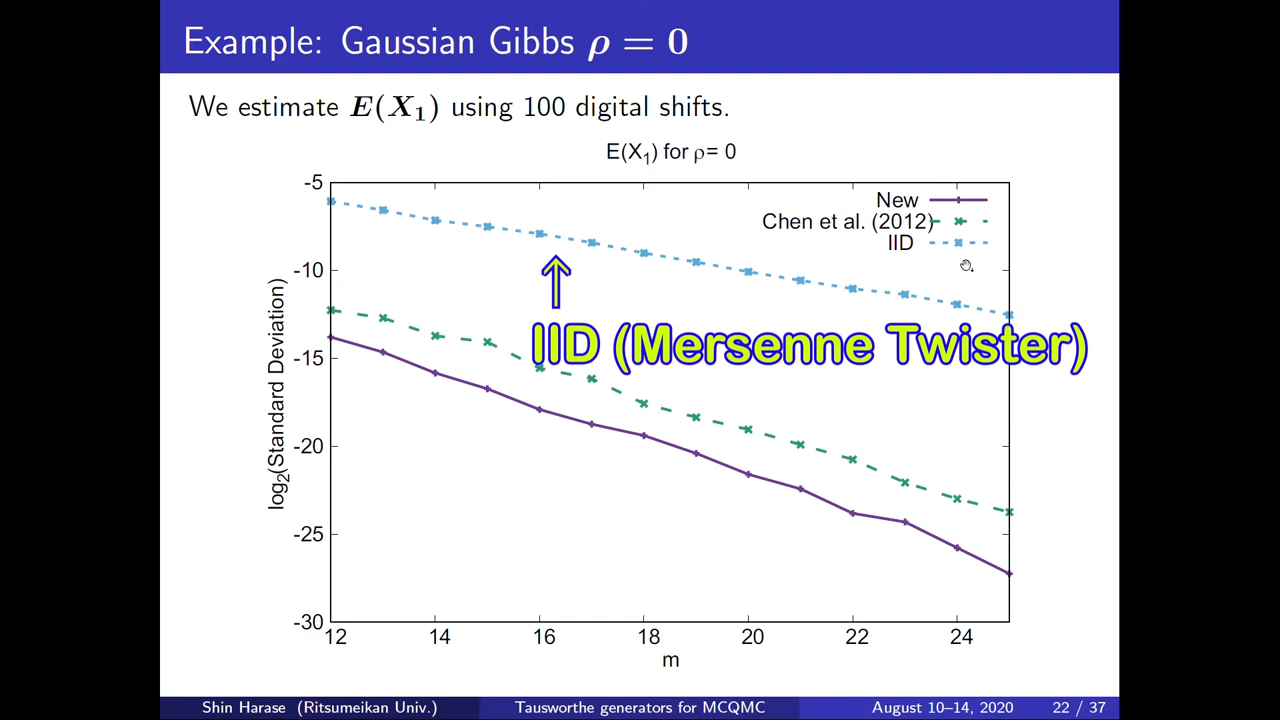 Example: Gaussian Gibbs ρ = 0
We estimate E(X₁) using 100 digital shifts.
E(X₁) for ρ= 0
New
Chen et al. (2012)
IID
IID (Mersenne Twister)
log₂(Standard Deviation)
-5
-10
-15
-20
-25
-30
12 14 16 18 20 22 24
m
Shin Harase (Ritsumeikan Univ.) Tausworthe generators for MCQMC August 10–14, 2020 22 / 37